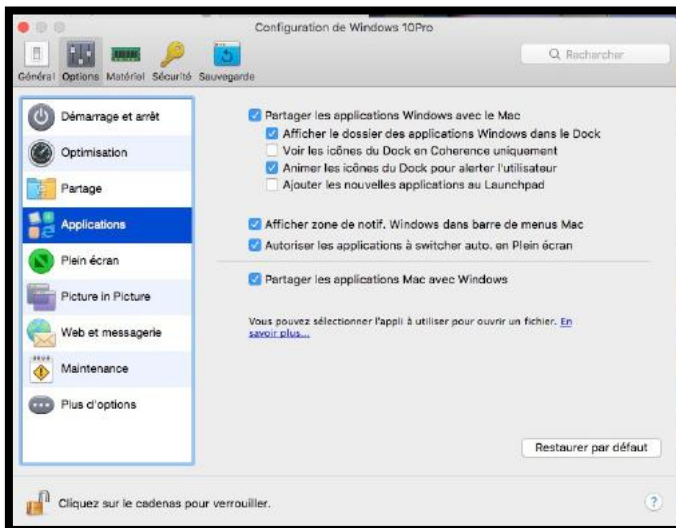 Configuration de Windows 10Pro
Rechercher
Général Options Matériel Sécurité Sauvegarde
Démarrage et arrêt
Optimisation
Partage
Applications
Plein écran
Picture in Picture
Web et messagerie
Maintenance
Plus d'options
Partager les applications Windows avec le Mac
Afficher le dossier des applications Windows dans le Dock
Voir les icônes du Dock en Coherence uniquement
Animer les icônes du Dock pour alerter l'utilisateur
Ajouter les nouvelles applications au Launchpad
Afficher zone de notif. Windows dans barre de menus Mac
Autoriser les applications à switcher auto. en Plein écran
Partager les applications Mac avec Windows
Vous pouvez sélectionner l'appli à utiliser pour ouvrir un fichier. En
savoir plus...
Restaurer par défaut
Cliquez sur le cadenas pour verrouiller.
?